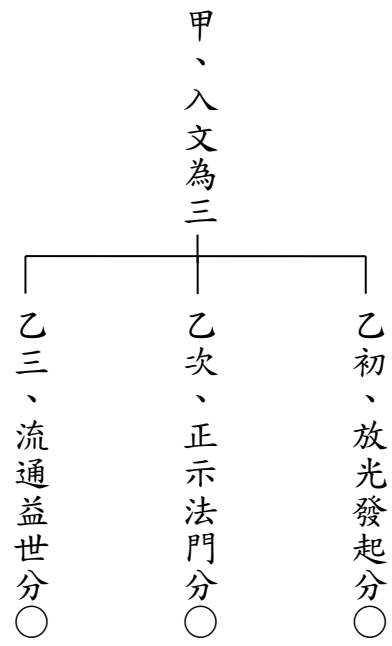 甲、入文為三
乙初、放光發起分○
乙次、正示法門分○
乙三、流通益世分○